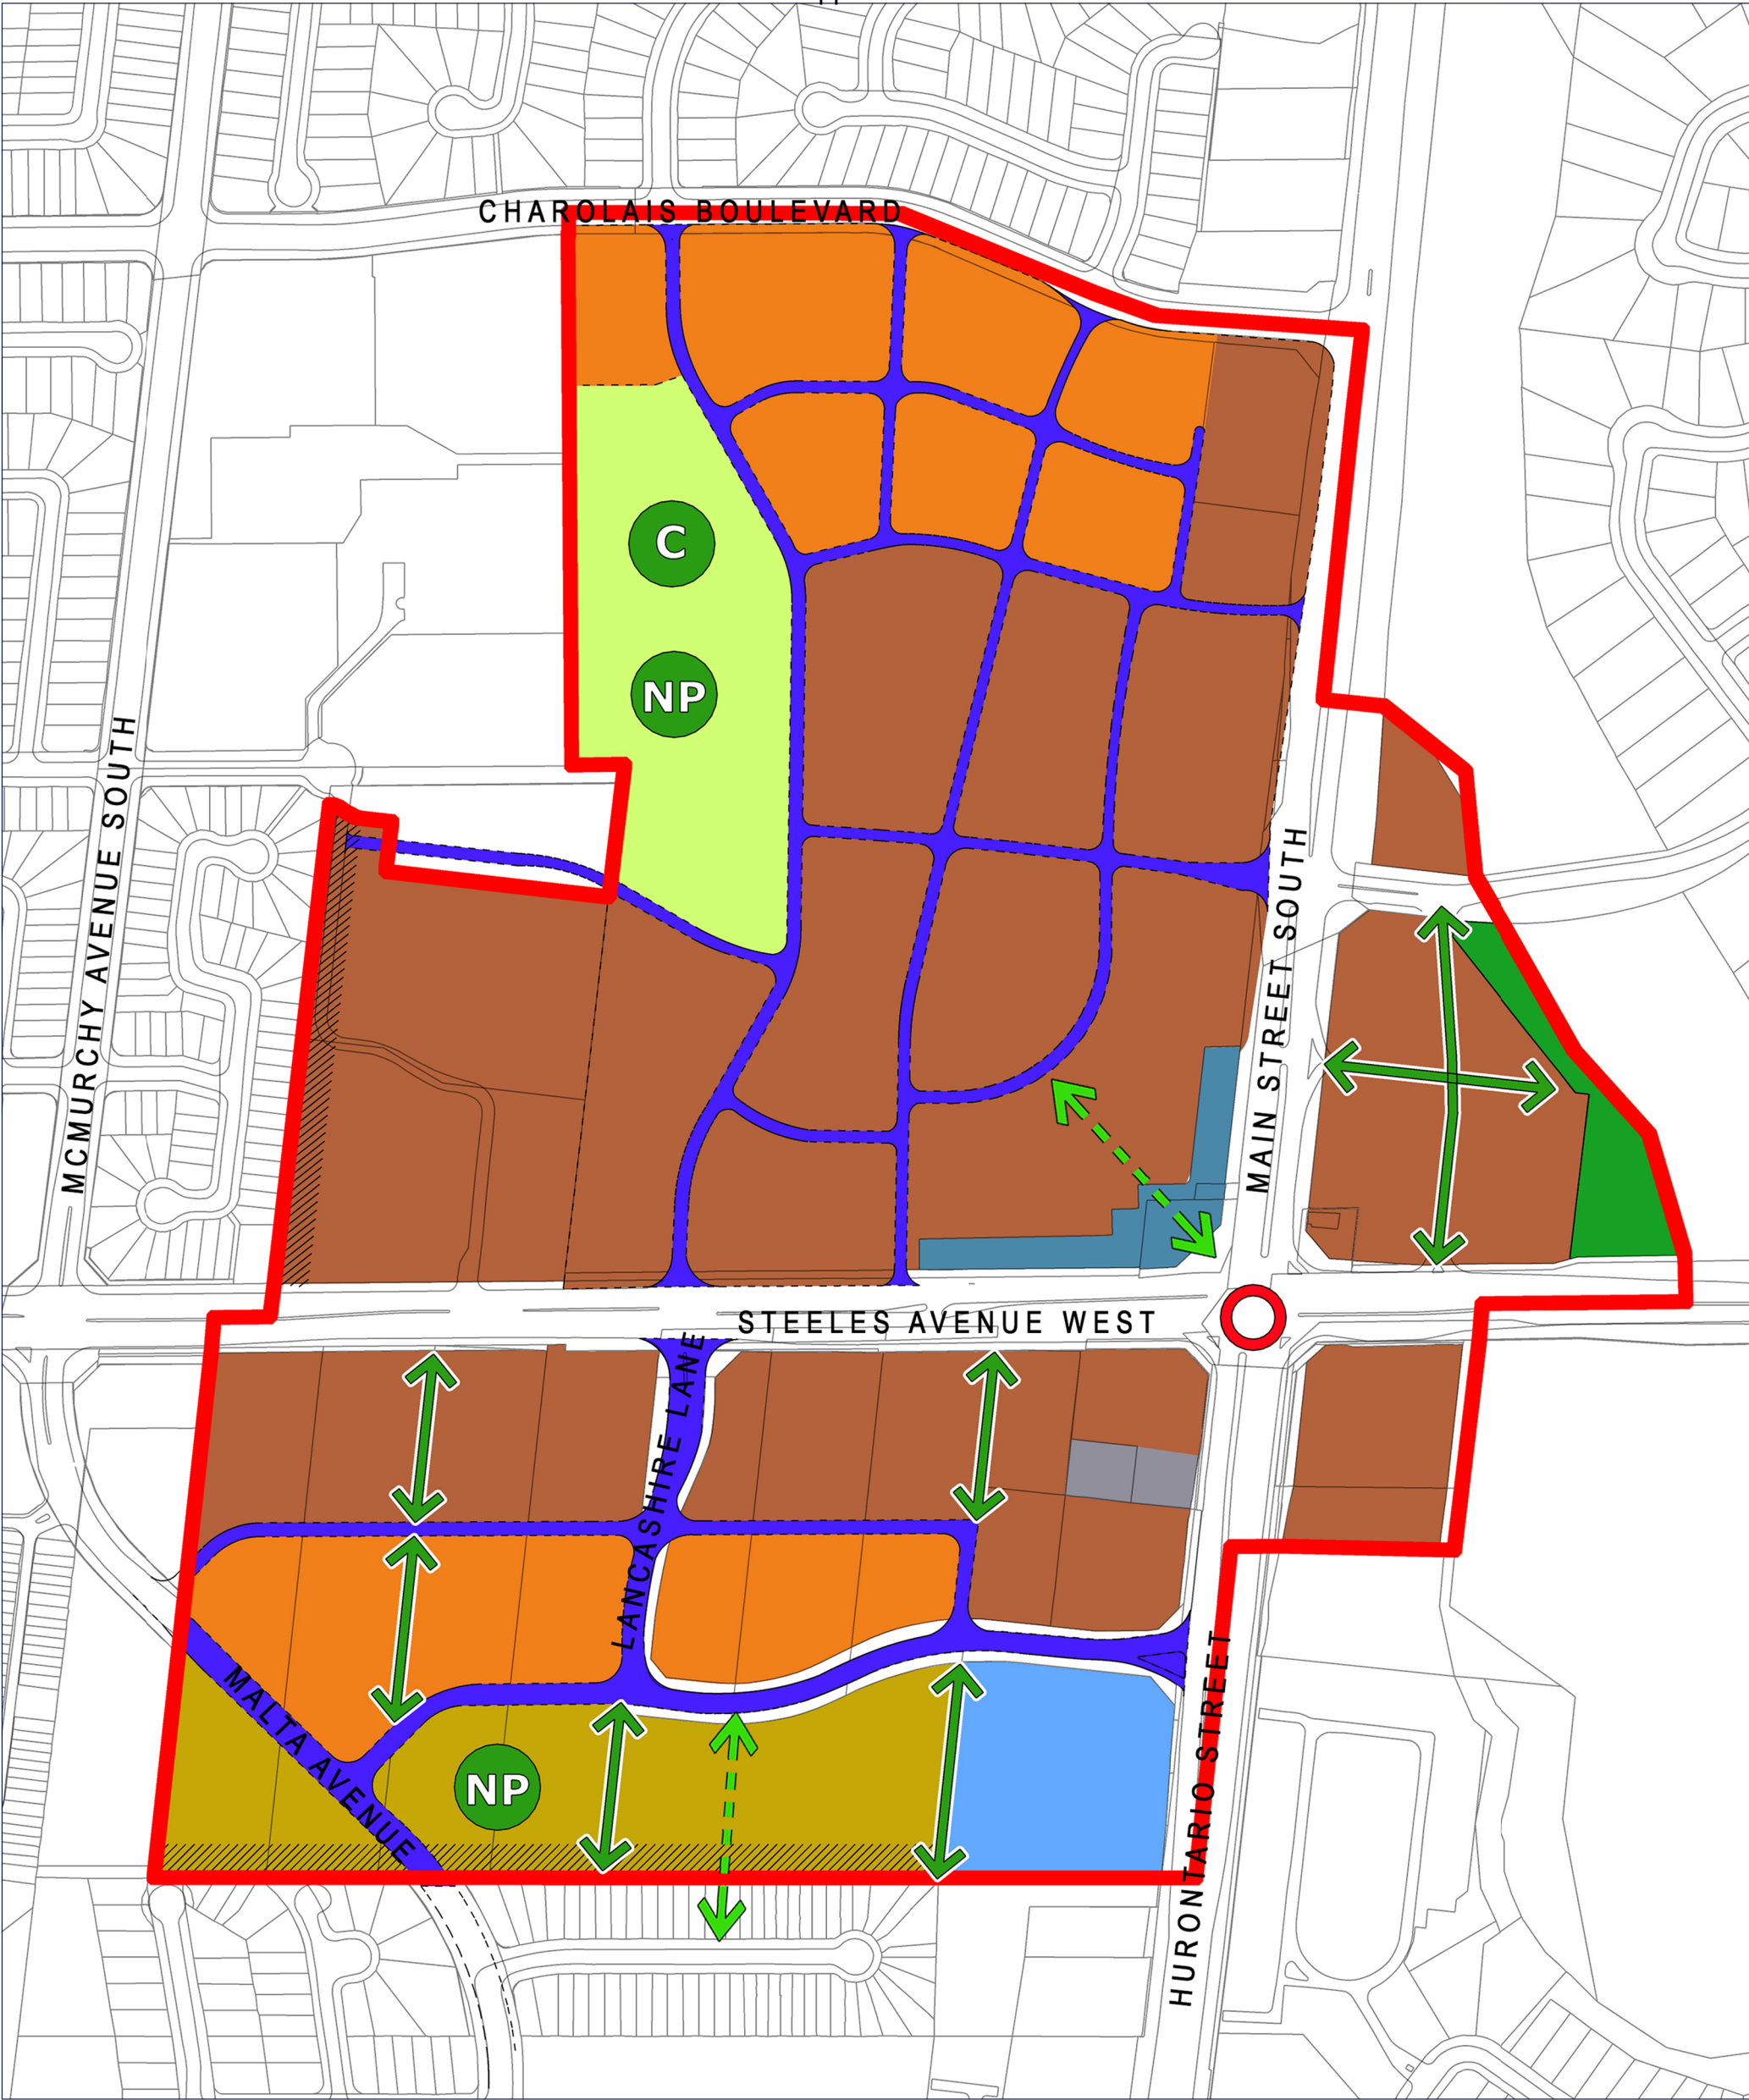 CHAROLAIS BOULEVARD
C
NP
MCMURCHY AVENUE SOUTH
MAIN STREET SOUTH
STEELES AVENUE WEST
LANCASHIRE LANE
MALTA AVENUE
NP
HURONTARIO STREET